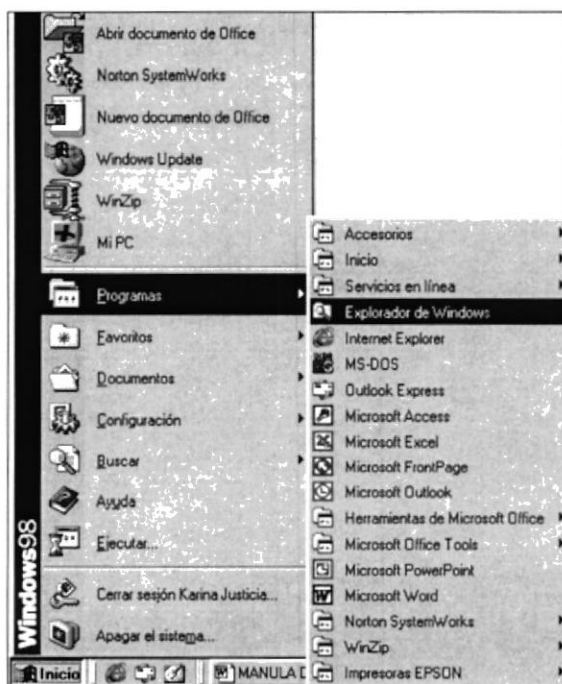 Abrir documento de Office
Norton SystemWorks
Nuevo documento de Office
Windows Update
WinZip
Mi PC
Programas
Favoritos
Documentos
Configuración
Buscar
Ayuda
Ejecutar...
Cerrar sesión Karina Justicia...
Apagar el sistema...
Windows98
Accesorios
Inicio
Servicios en línea
Explorador de Windows
Internet Explorer
MS-DOS
Outlook Express
Microsoft Access
Microsoft Excel
Microsoft FrontPage
Microsoft Outlook
Herramientas de Microsoft Office
Microsoft Office Tools
Microsoft PowerPoint
Microsoft Word
Norton SystemWorks
WinZip
Impresoras EPSON
Inicio
MANULA D